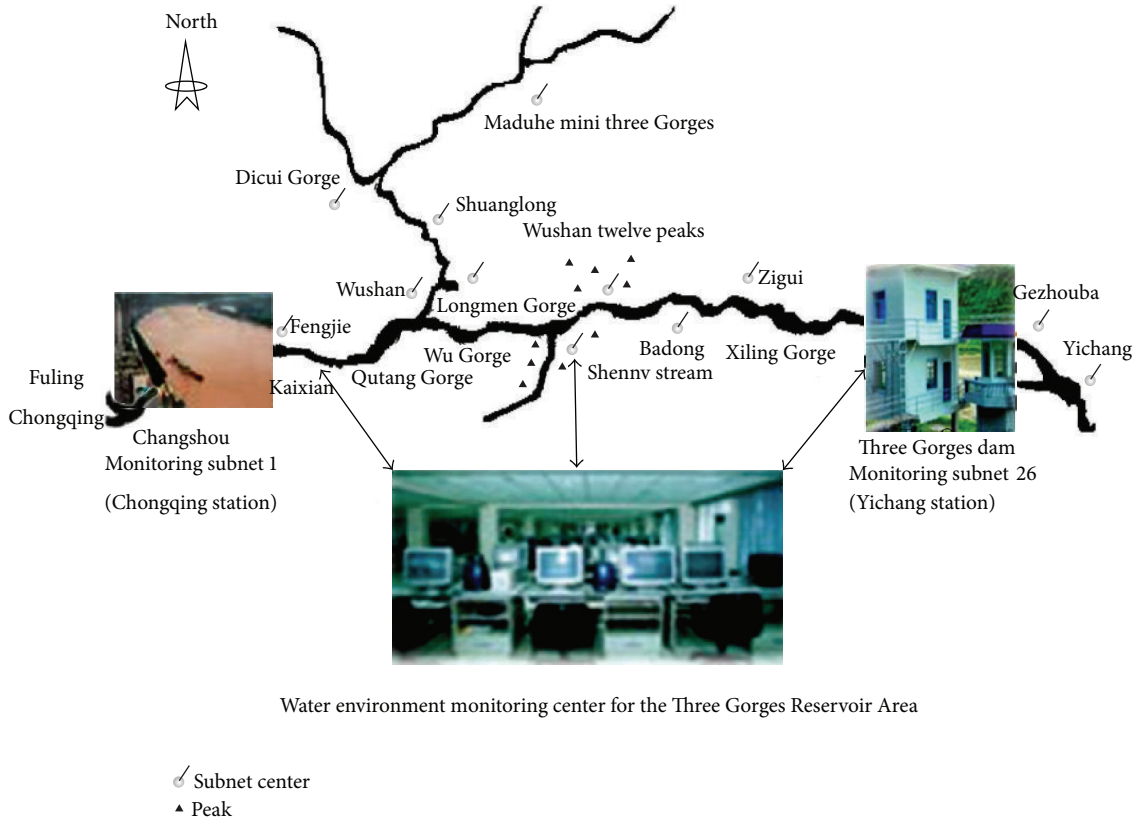 North
Maduhe mini three Gorges
Dicui Gorge
Shuanglong
Wushan twelve peaks
Wushan
Longmen Gorge
Zigui
Gezhouba
Fengjie
Wu Gorge
Badong
Xiling Gorge
Yichang
Kaixian
Qutang Gorge
Shennv stream
Fuling
Chongqing
Changshou
Monitoring subnet 1
(Chongqing station)
Three Gorges dam
Monitoring subnet 26
(Yichang station)
Water environment monitoring center for the Three Gorges Reservoir Area
Subnet center
Peak